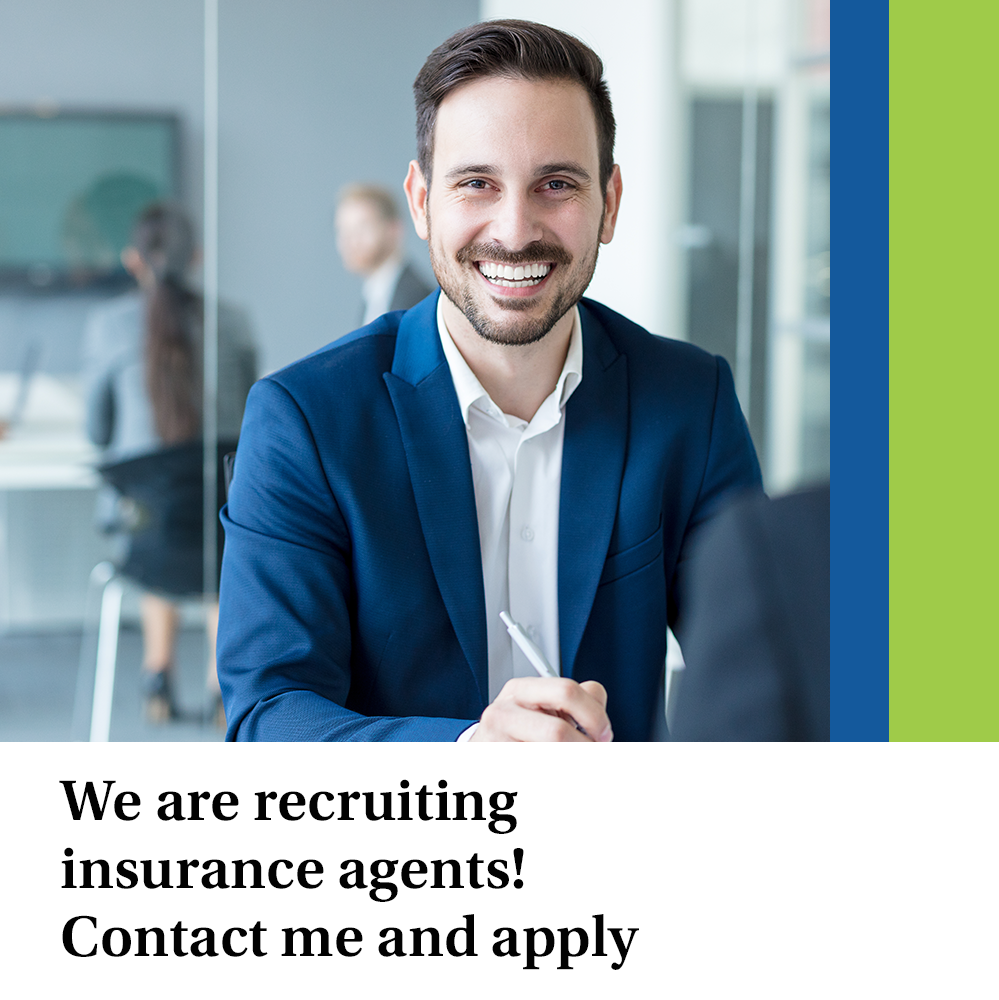 We are recruiting
insurance agents!
Contact me and apply